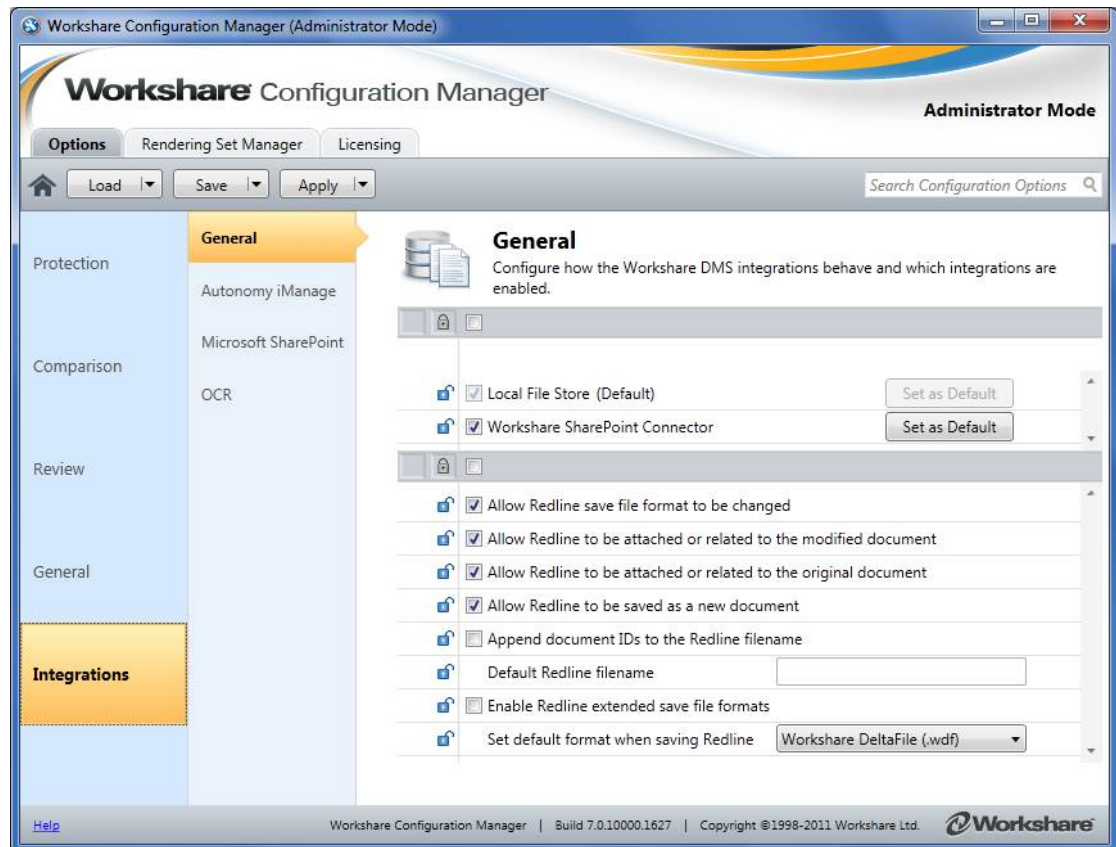 Workshare Configuration Manager (Administrator Mode)
Workshare Configuration Manager
Administrator Mode
Options Rendering Set Manager Licensing
Load Save Apply Search Configuration Options
Protection
Comparison
Review
General
Integrations
General
Autonomy iManage
Microsoft SharePoint
OCR
General
Configure how the Workshare DMS integrations behave and which integrations are
enabled.
Local File Store (Default) Set as Default
Workshare SharePoint Connector Set as Default
Allow Redline save file format to be changed
Allow Redline to be attached or related to the modified document
Allow Redline to be attached or related to the original document
Allow Redline to be saved as a new document
Append document IDs to the Redline filename
Default Redline filename
Enable Redline extended save file formats
Set default format when saving Redline Workshare DeltaFile (.wdf)
Help Workshare Configuration Manager | Build 7.0.10000.1627 | Copyright ©1998-2011 Workshare Ltd. Workshare